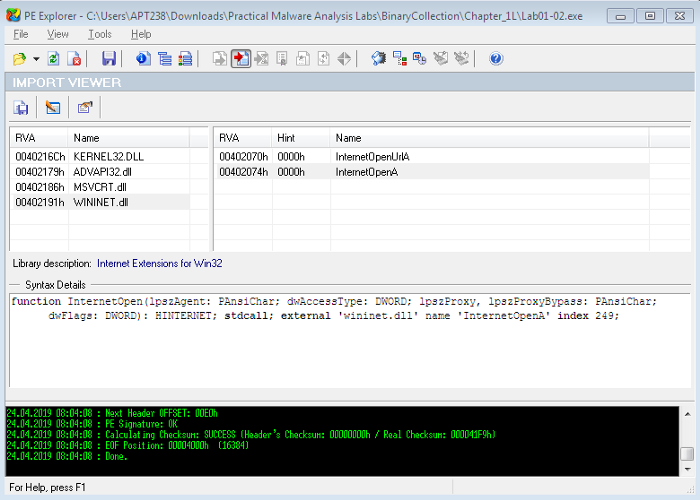 PE Explorer - C:\Users\APT238\Downloads\Practical Malware Analysis Labs\BinaryCollection\Chapter_1L\Lab01-02.exe
File View Tools Help
IMPORT VIEWER
RVA Name
0040216Ch KERNEL32.DLL
00402179h ADVAPI32.dll
00402186h MSVCRT.dll
00402191h WININET.dll
RVA Hint Name
00402070h 0000h InternetOpenUrlA
00402074h 0000h InternetOpenA
Library description: Internet Extensions for Win32
Syntax Details
function InternetOpen(lpszAgent: PAnsiChar; dwAccessType: DWORD; lpszProxy, lpszProxyBypass: PAnsiChar;
dwFlags: DWORD): HINTERNET; stdcall; external 'wininet.dll' name 'InternetOpenA' index 249;
24.04.2019 08:04:08 : Next Header OFFSET: 00E0h
24.04.2019 08:04:08 : PE Signature: OK
24.04.2019 08:04:08 : Calculating Checksum: SUCCESS (Header's Checksum: 00000000h / Real Checksum: 000041F9h)
24.04.2019 08:04:08 : EOF Position: 00004000h (16384)
24.04.2019 08:04:08 : Done.
For Help, press F1